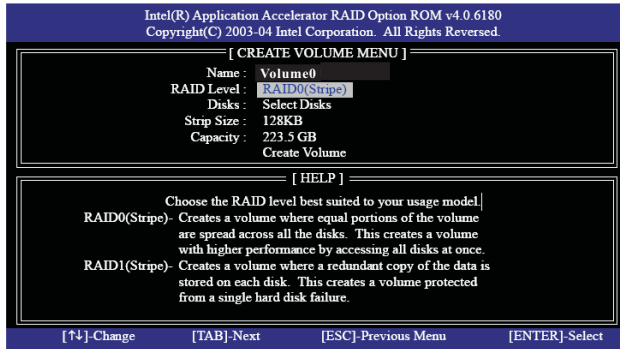 Intel(R) Application Accelerator RAID Option ROM v4.0.6180
Copyright(C) 2003-04 Intel Corporation. All Rights Reversed.
[ CREATE VOLUME MENU ]
Name : Volume0
RAID Level : RAID0(Stripe)
Disks : Select Disks
Strip Size : 128KB
Capacity : 223.5 GB
Create Volume
[ HELP ]
Choose the RAID level best suited to your usage model.
RAID0(Stripe)- Creates a volume where equal portions of the volume
are spread across all the disks. This creates a volume
with higher performance by accessing all disks at once.
RAID1(Stripe)- Creates a volume where a redundant copy of the data is
stored on each disk. This creates a volume protected
from a single hard disk failure.
[↑↓]-Change [TAB]-Next [ESC]-Previous Menu [ENTER]-Select